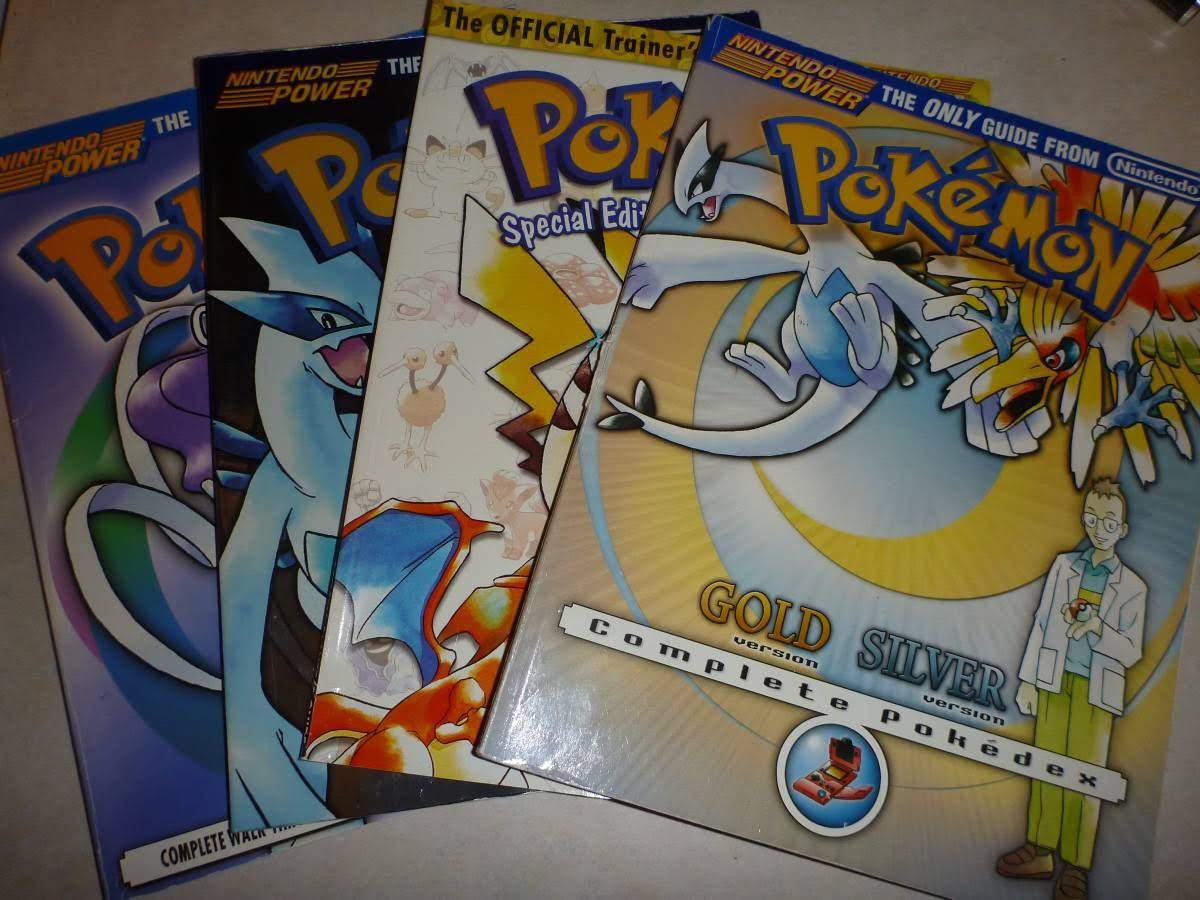 NINTENDO
POWER
THE
Po
COMPLETE WALK
NINTENDO
POWER
THE
Po
The OFFICIAL Trainer's
Pok
Special Edit
NINTENDO
POWER
THE ONLY GUIDE FROM Nintendo
POKéMON
GOLD
version
SILVER
version
Complete pokédex
NINTENDO